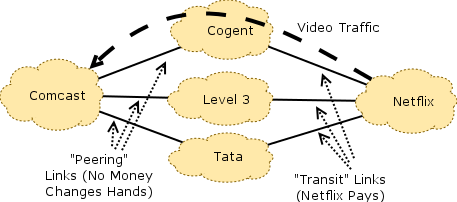 Cogent
Video Traffic
Comcast
Level 3
Netflix
Tata
"Peering"
Links (No Money
Changes Hands)
"Transit" Links
(Netflix Pays)